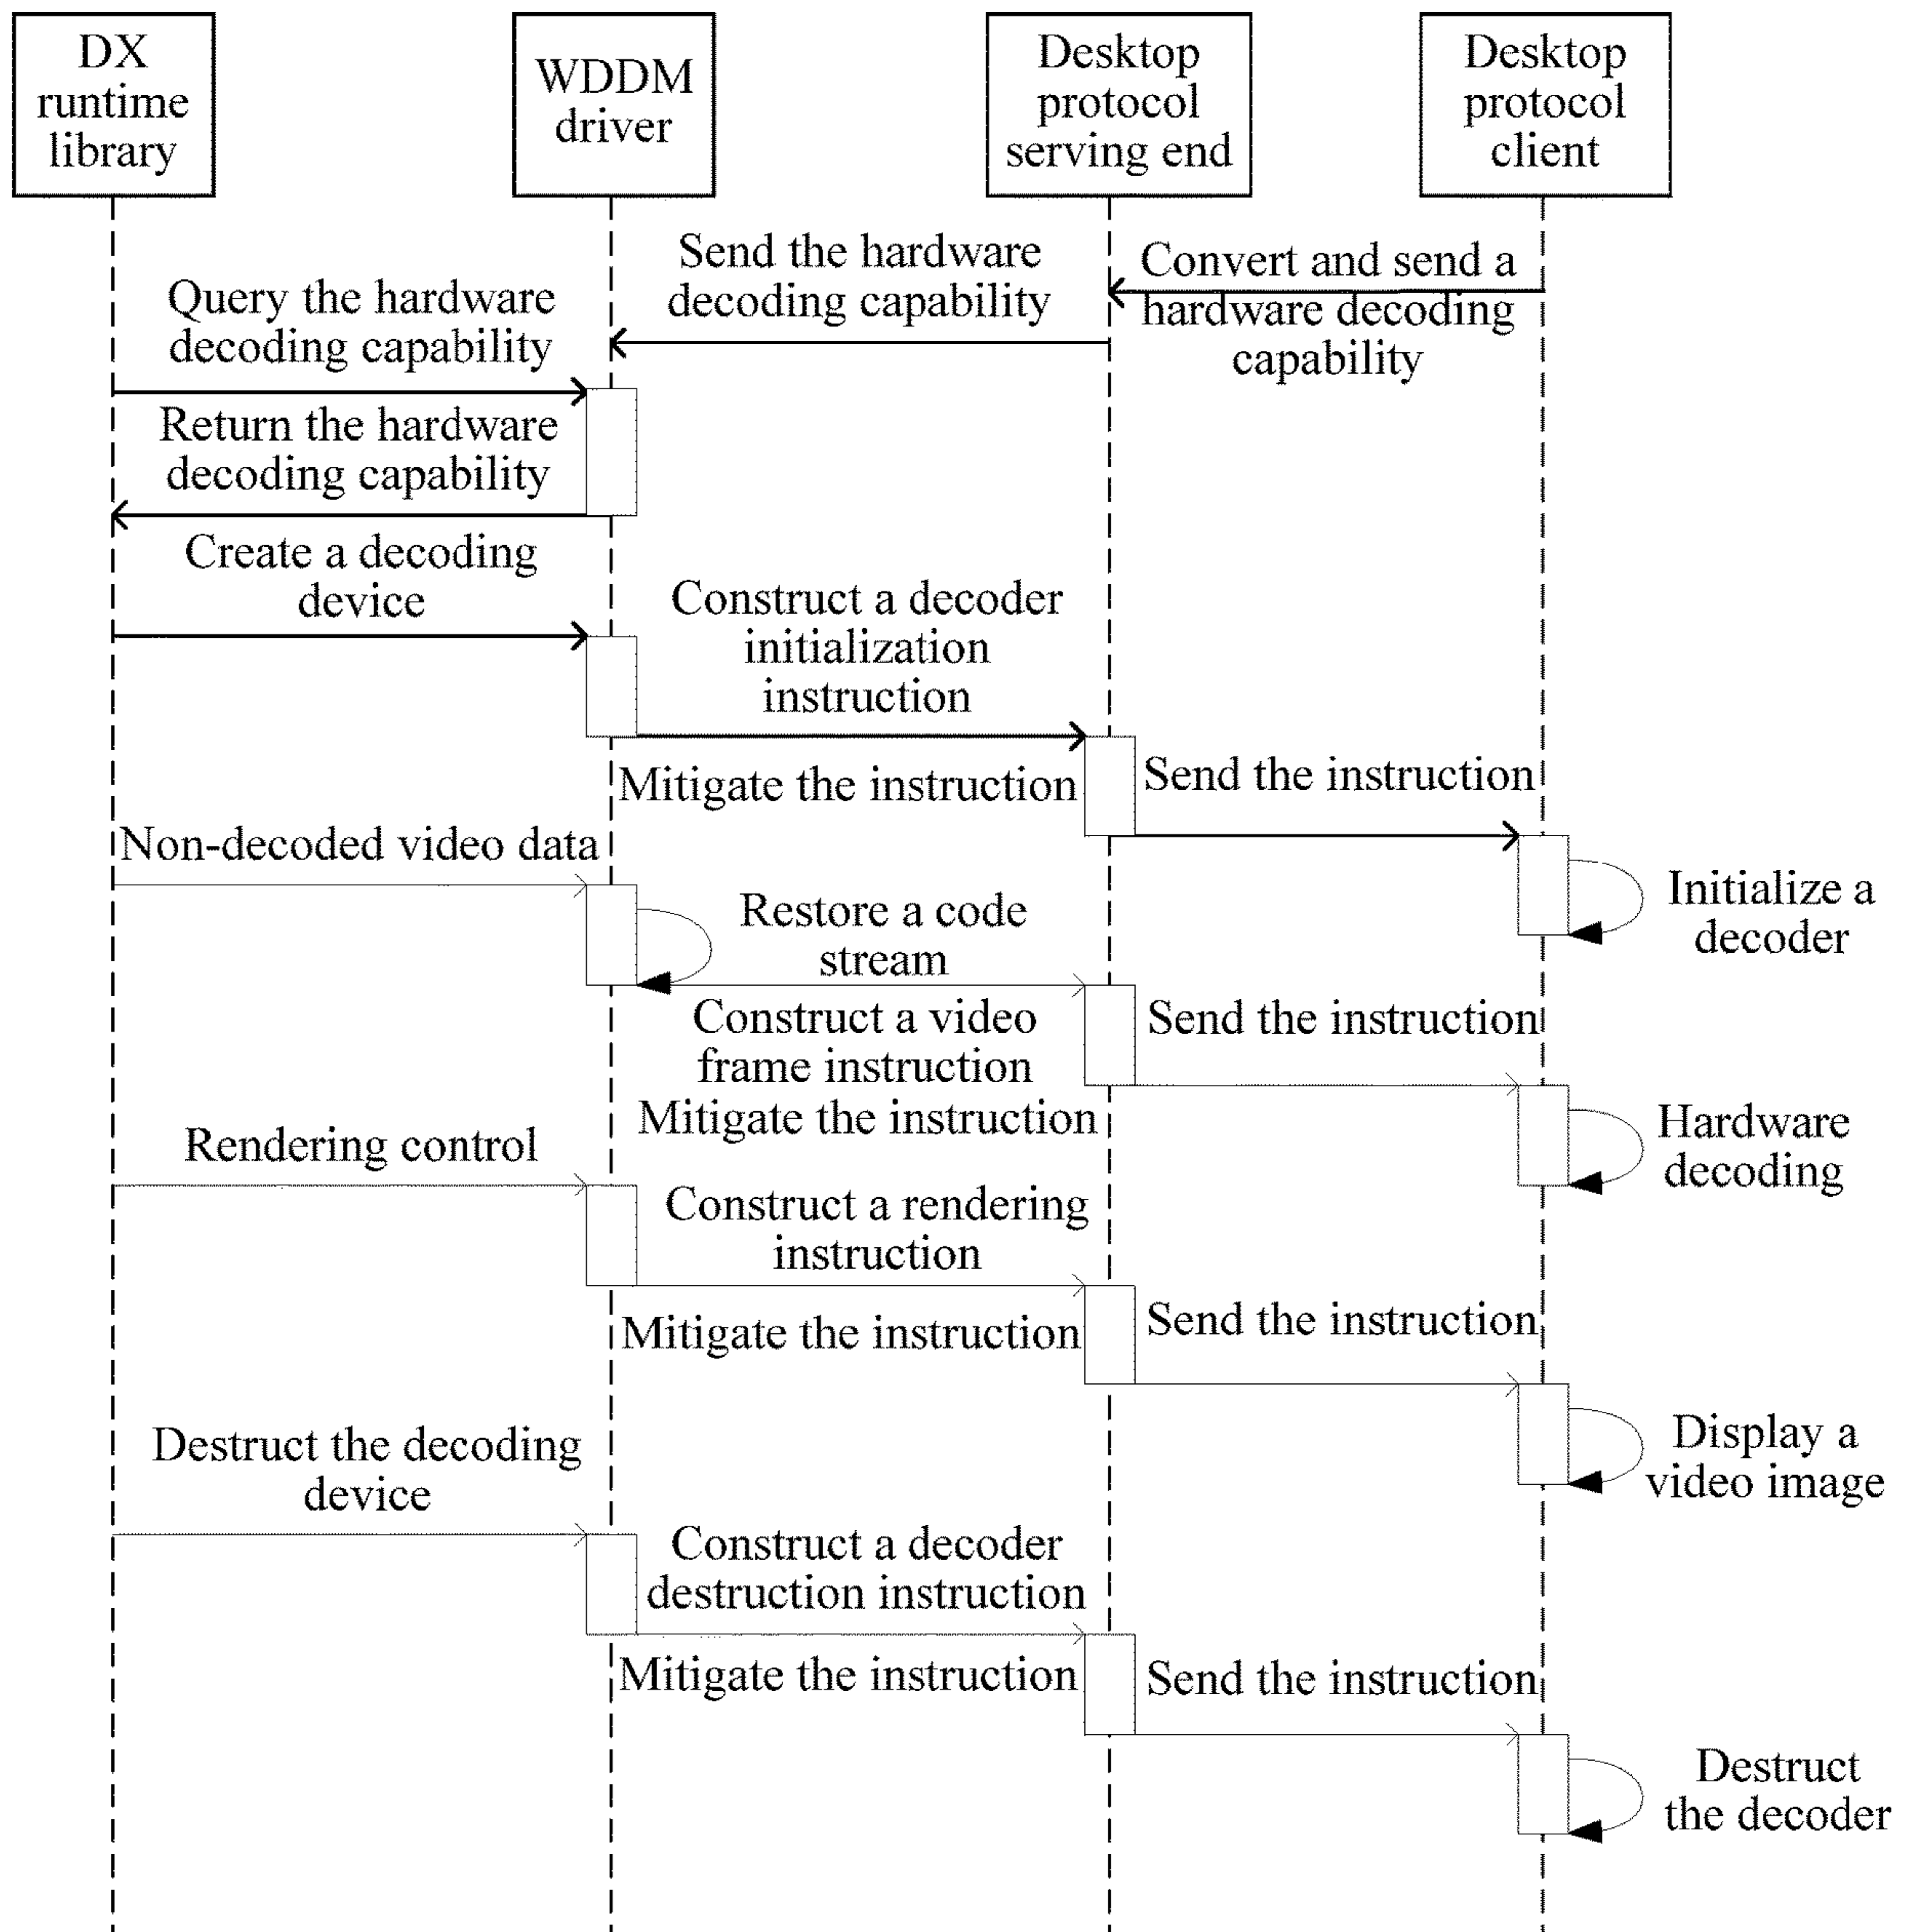 DX
runtime
library
WDDM
driver
Desktop
protocol
serving end
Desktop
protocol
client
Convert and send a
hardware decoding
capability
Send the hardware
decoding capability
Query the hardware
decoding capability
Return the hardware
decoding capability
Create a decoding
device
Construct a decoder
initialization
instruction
Mitigate the instruction
Send the instruction
Initialize a
decoder
Non-decoded video data
Restore a code
stream
Construct a video
frame instruction
Mitigate the instruction
Send the instruction
Hardware
decoding
Rendering control
Construct a rendering
instruction
Mitigate the instruction
Send the instruction
Display a
video image
Destruct the decoding
device
Construct a decoder
destruction instruction
Mitigate the instruction
Send the instruction
Destruct
the decoder